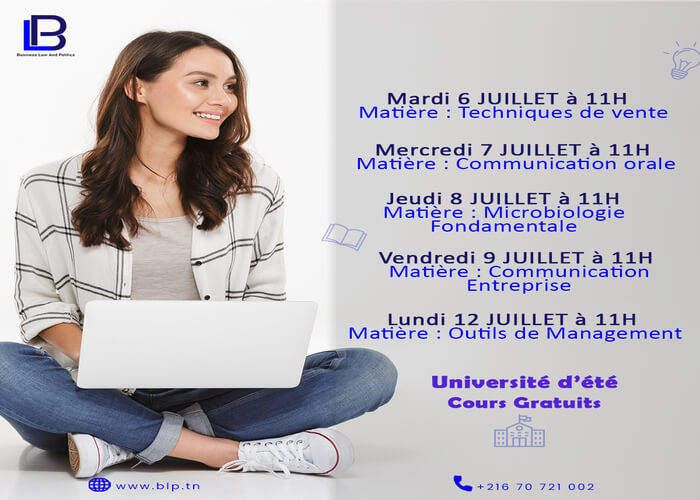 LB
Business Law And Politics
Mardi 6 JUILLET à 11H
Matière : Techniques de vente
Mercredi 7 JUILLET à 11H
Matière : Communication orale
Jeudi 8 JUILLET à 11H
Matière : Microbiologie
Fondamentale
Vendredi 9 JUILLET à 11H
Matière : Communication
Entreprise
Lundi 12 JUILLET à 11H
Matière : Outils de Management
Université d'été
Cours Gratuits
www.blp.tn
+216 70 721 002